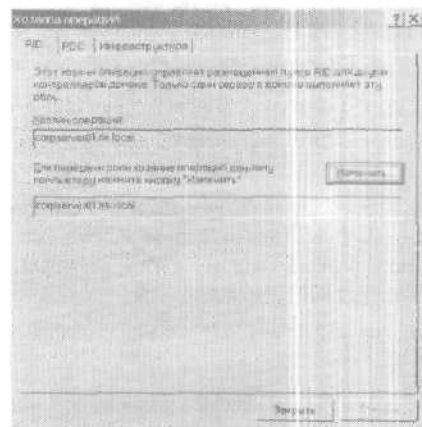 Хозяева операций
RID PDC Инфраструктура
Этот хозяин операций управляет размещением пулов RID для других
контроллеров домена. Только один сервер в домене выполняет эту
роль.
Хозяин операций:
Для передачи роли хозяина операций данному
компьютеру нажмите кнопку "Изменить".
Изменить...
Закрыть